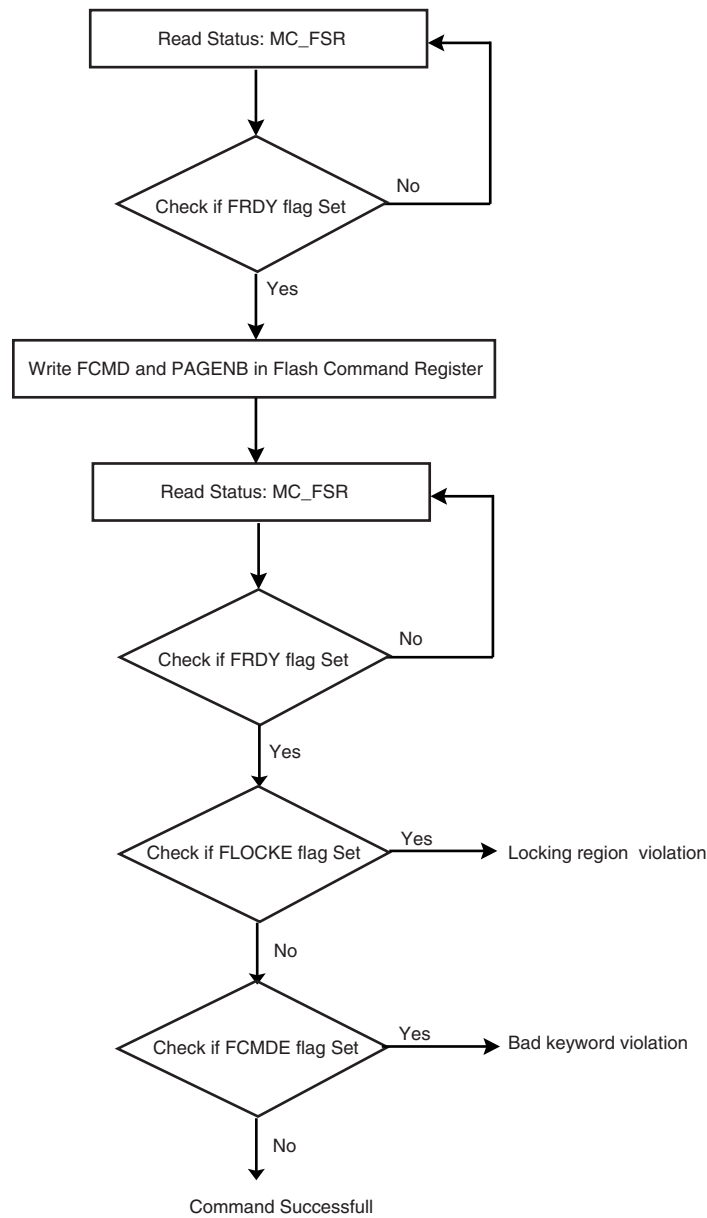 Read Status: MC_FSR
No
Check if FRDY flag Set
Yes
Write FCMD and PAGENB in Flash Command Register
Read Status: MC_FSR
No
Check if FRDY flag Set
Yes
Check if FLOCKE flag Set
Yes
Locking region violation
No
Check if FCMDE flag Set
Yes
Bad keyword violation
No
Command Successfull